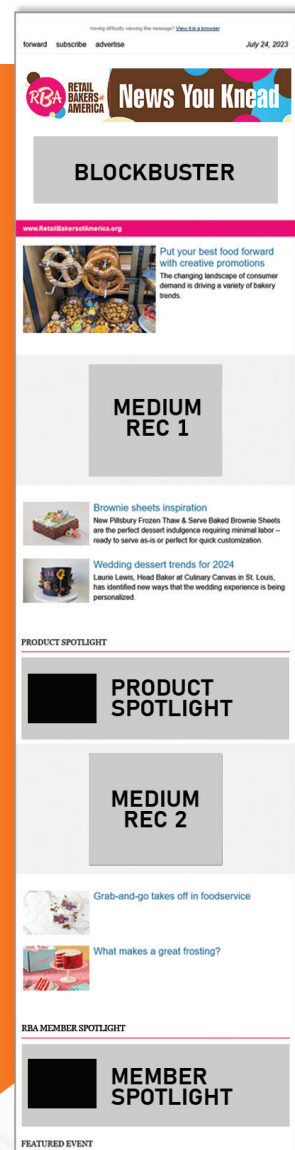 Having difficulty viewing this message? View it in a browser
forward subscribe advertise July 24, 2023
RBA RETAIL BAKERS OF AMERICA News You Knead
BLOCKBUSTER
www.RetailBakersofAmerica.org
Put your best food forward
with creative promotions
The changing landscape of consumer
demand is driving a variety of bakery
trends.
MEDIUM
REC 1
Brownie sheets inspiration
New Pillsbury Frozen Thaw & Serve Baked Brownie Sheets
are the perfect dessert indulgence requiring minimal labor –
ready to serve as-is or perfect for quick customization.
Wedding dessert trends for 2024
Laurie Lewis, Head Baker at Culinary Canvas in St. Louis,
has identified new ways that the wedding experience is being
personalized.
PRODUCT SPOTLIGHT
PRODUCT
SPOTLIGHT
MEDIUM
REC 2
Grab-and-go takes off in foodservice
What makes a great frosting?
RBA MEMBER SPOTLIGHT
MEMBER
SPOTLIGHT
FEATURED EVENT